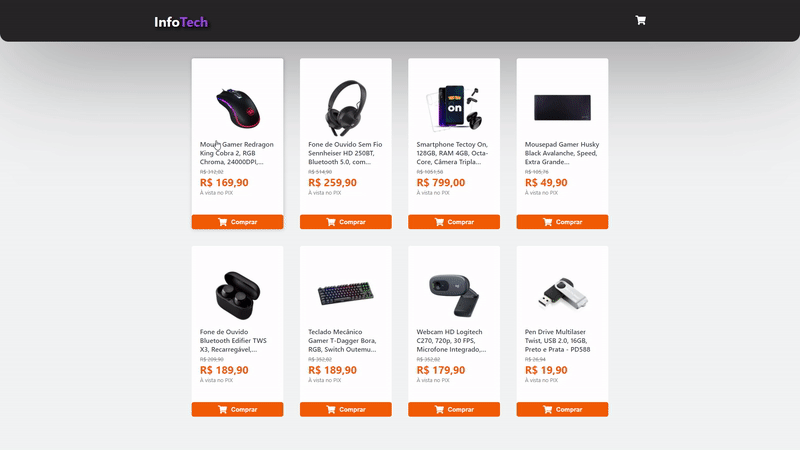 InfoTech
Mouse Gamer Redragon
King Cobra 2, RGB
Chroma, 24000DPI,...
R$ 312,02
R$ 169,90
À vista no PIX
Comprar
Fone de Ouvido Sem Fio
Sennheiser HD 250BT,
Bluetooth 5.0, com...
R$ 514,90
R$ 259,90
À vista no PIX
Comprar
Smartphone Tectoy On,
128GB, RAM 4GB, Octa-
Core, Câmera Tripla...
R$ 1051,58
R$ 799,00
À vista no PIX
Comprar
Mousepad Gamer Husky
Black Avalanche, Speed,
Extra Grande...
R$ 109,76
R$ 49,90
À vista no PIX
Comprar
Fone de Ouvido
Bluetooth Edifier TWS
X3, Recarregável,...
R$ 209,90
R$ 189,90
À vista no PIX
Comprar
Teclado Mecânico
Gamer T-Dagger Bora,
RGB, Switch Outemu...
R$ 352,82
R$ 189,90
À vista no PIX
Comprar
Webcam HD Logitech
C270, 720p, 30 FPS,
Microfone Integrado,...
R$ 352,82
R$ 179,90
À vista no PIX
Comprar
Pen Drive Multilaser
Twist, USB 2.0, 16GB,
Preto e Prata - PD588
R$ 19,90
À vista no PIX
Comprar
on